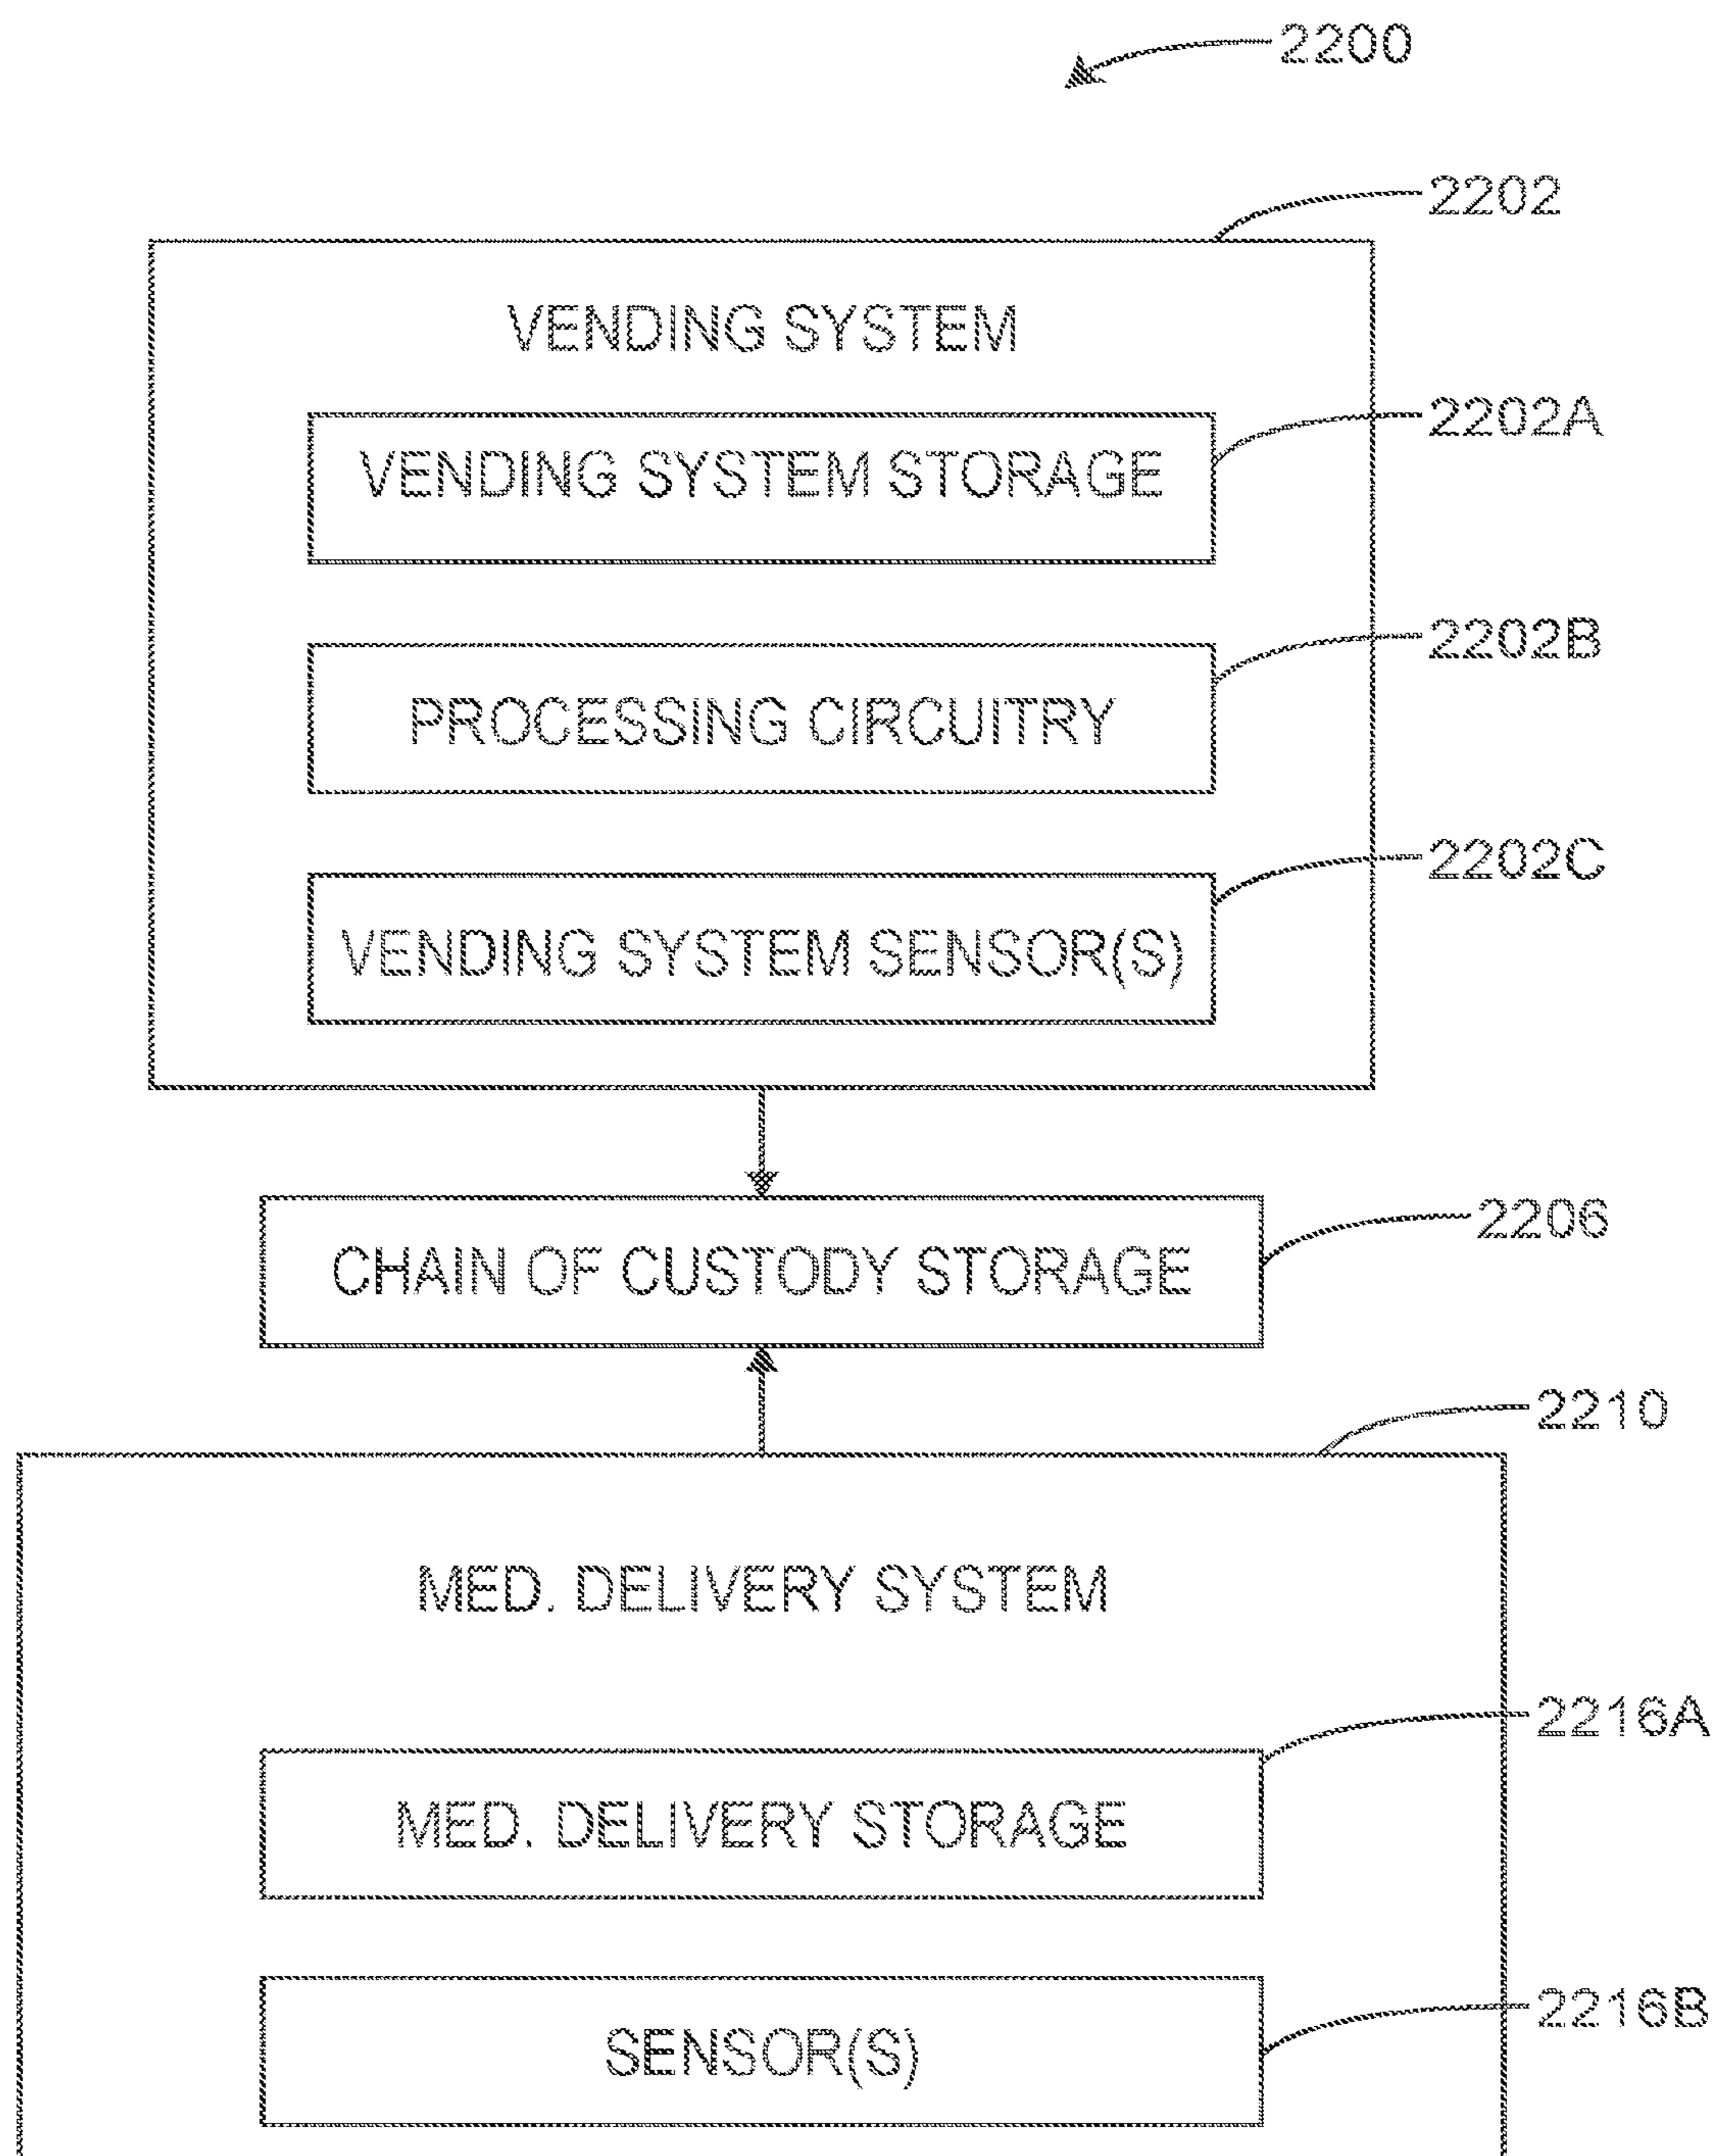 2200
2202
VENDING SYSTEM
2202A
VENDING SYSTEM STORAGE
2202B
PROCESSING CIRCUITRY
2202C
VENDING SYSTEM SENSOR(S)
2206
CHAIN OF CUSTODY STORAGE
2210
MED. DELIVERY SYSTEM
2216A
MED. DELIVERY STORAGE
2216B
SENSOR(S)